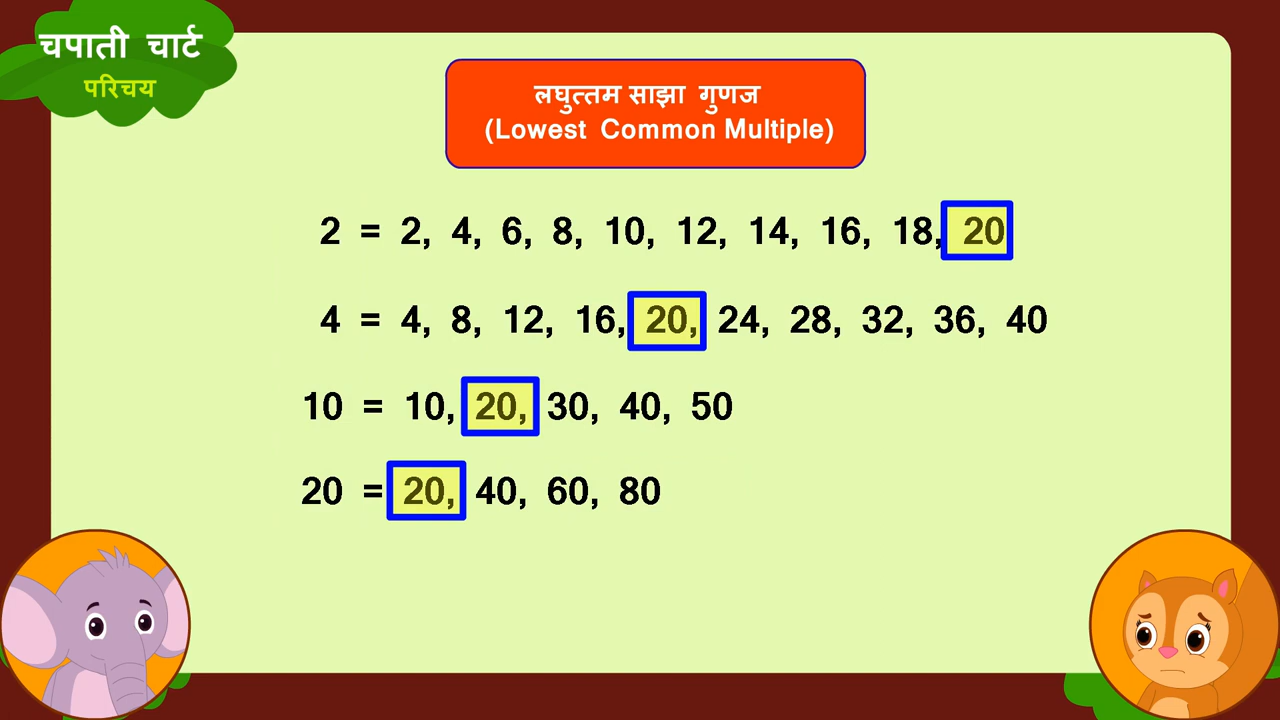 चपाती चार्ट
परिचय
लघुत्तम साझा गुणज
(Lowest Common Multiple)
2 = 2, 4, 6, 8, 10, 12, 14, 16, 18, 20
4 = 4, 8, 12, 16, 20, 24, 28, 32, 36, 40
10 = 10, 20, 30, 40, 50
20 = 20, 40, 60, 80